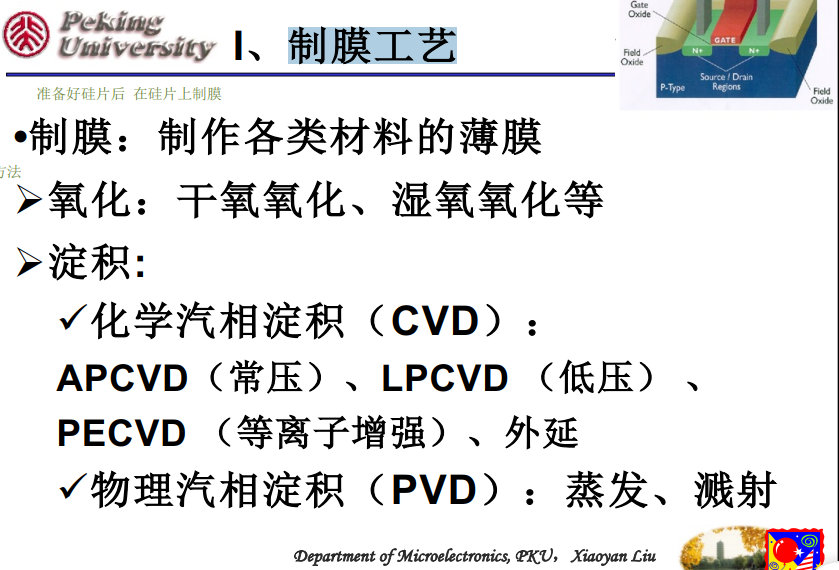 Peking
University
I、制膜工艺
Gate
Oxide
GATE
N+
N+
Field
Oxide
Source / Drain
Regions
P-Type
Field
Oxide
准备好硅片后 在硅片上制膜
•制膜：制作各类材料的薄膜
方法
➢氧化：干氧氧化、湿氧氧化等
➢淀积:
✓化学汽相淀积（CVD）：
APCVD（常压）、LPCVD （低压） 、
PECVD （等离子增强）、外延
✓物理汽相淀积（PVD）：蒸发、溅射
Department of Microelectronics, PKU， Xiaoyan Liu